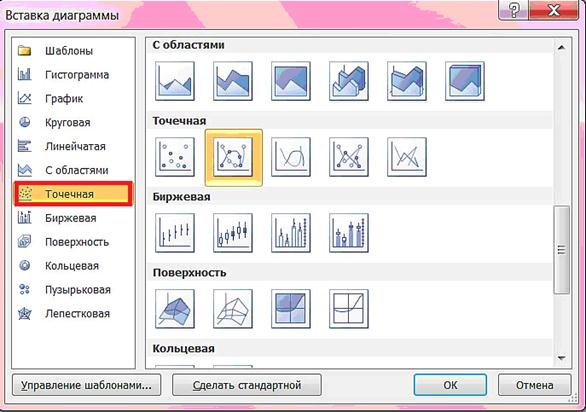 Вставка диаграммы
?
Шаблоны
Гистограмма
График
Круговая
Линейчатая
С областями
Точечная
Биржевая
Поверхность
Кольцевая
Пузырьковая
Лепестковая
С областями
Точечная
Биржевая
Поверхность
Кольцевая
Управление шаблонами...
Сделать стандартной
ОК
Отмена